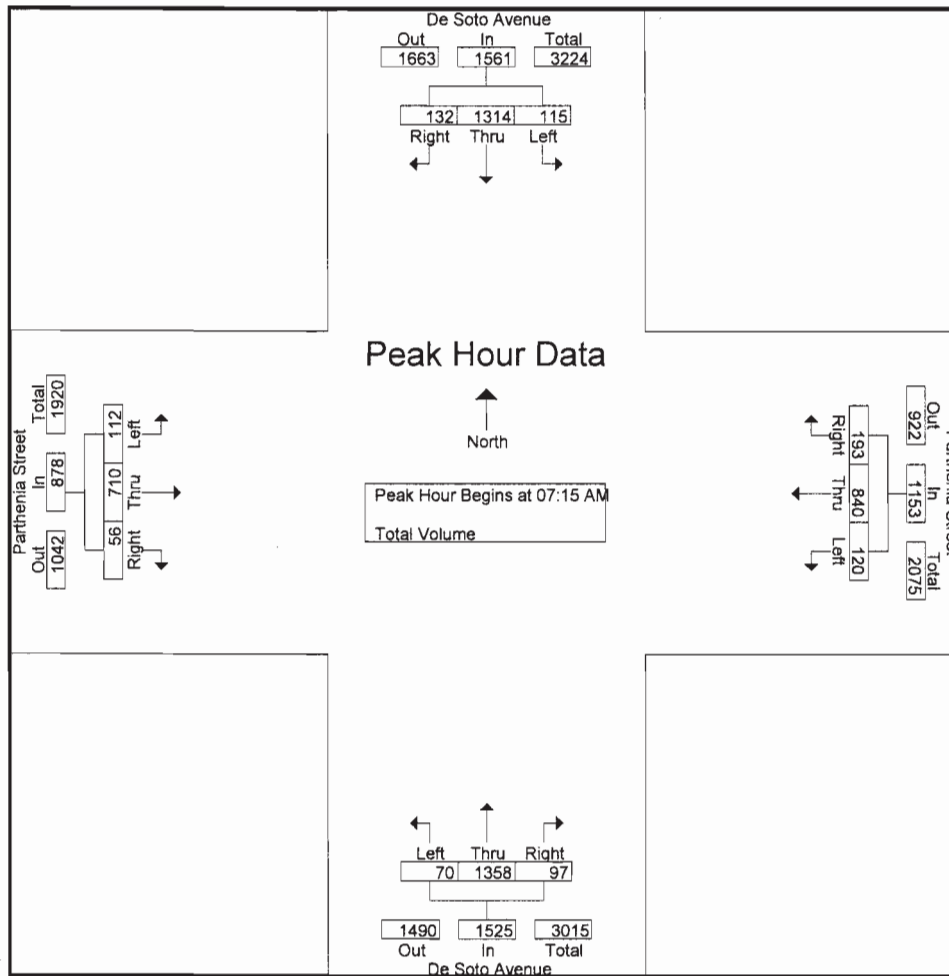 De Soto Avenue
Out In Total
1663 1561 3224
132 1314 115
Right Thru Left
Peak Hour Data
North
Peak Hour Begins at 07:15 AM
Total Volume
Parthenia Street
Total In Out
1920 878 1042
112 710 56
Left Thru Right
Out In Total
922 1153 2075
193 840 120
Right Thru Left
Left Thru Right
70 1358 97
1490 1525 3015
Out In Total
De Soto Avenue